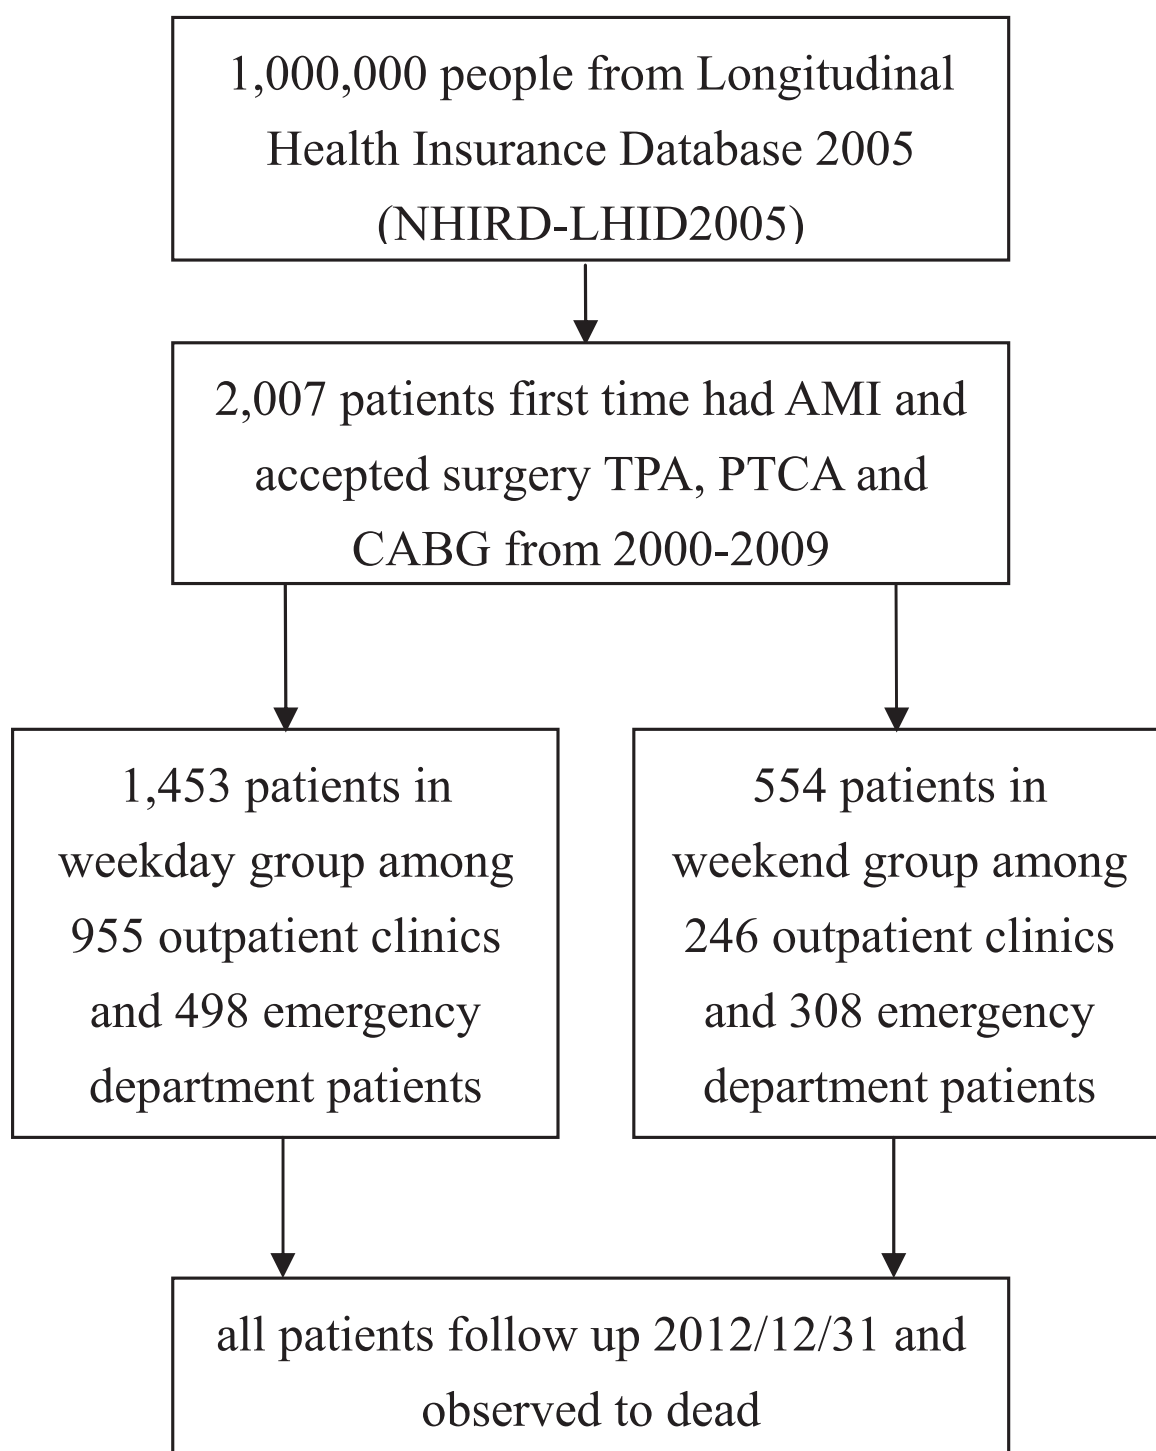 1,000,000 people from Longitudinal
Health Insurance Database 2005
(NHIRD-LHID2005)
2,007 patients first time had AMI and
accepted surgery TPA, PTCA and
CABG from 2000-2009
1,453 patients in
weekday group among
955 outpatient clinics
and 498 emergency
department patients
554 patients in
weekend group among
246 outpatient clinics
and 308 emergency
department patients
all patients follow up 2012/12/31 and
observed to dead